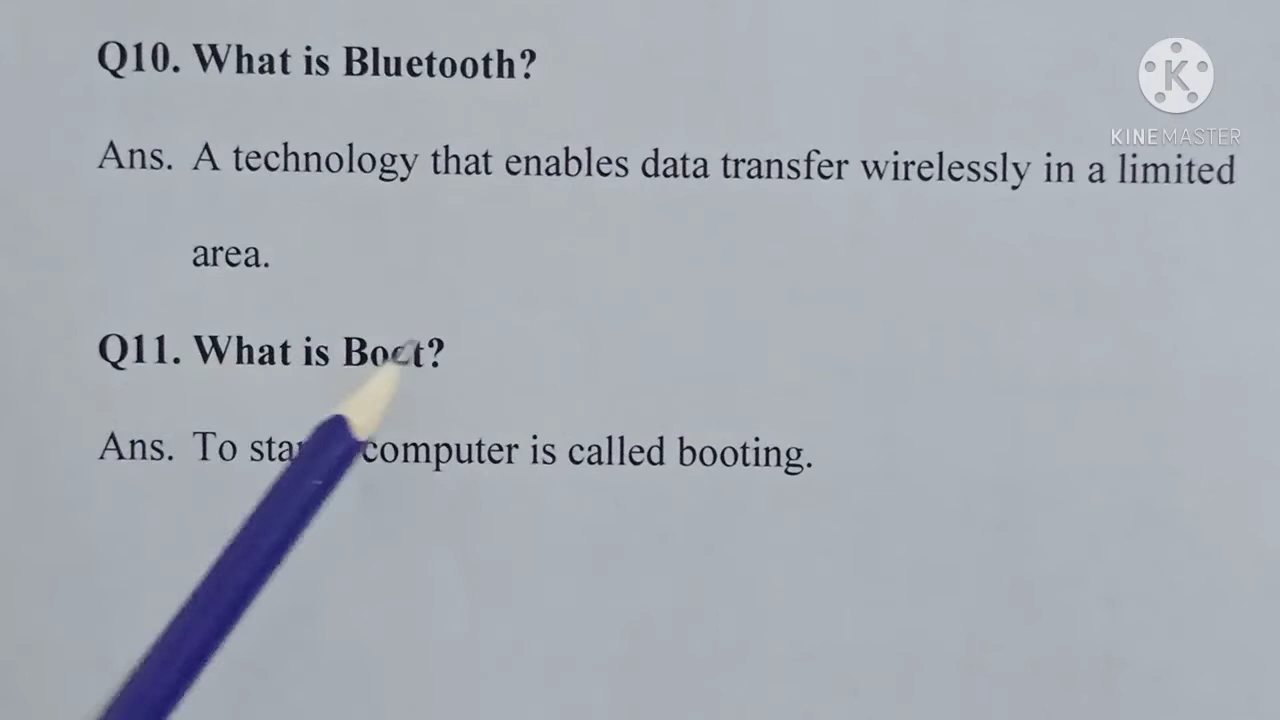 Q10. What is Bluetooth?
KINEMASTER
Ans. A technology that enables data transfer wirelessly in a limited
area.
Q11. What is Boot?
Ans. To computer is called booting.